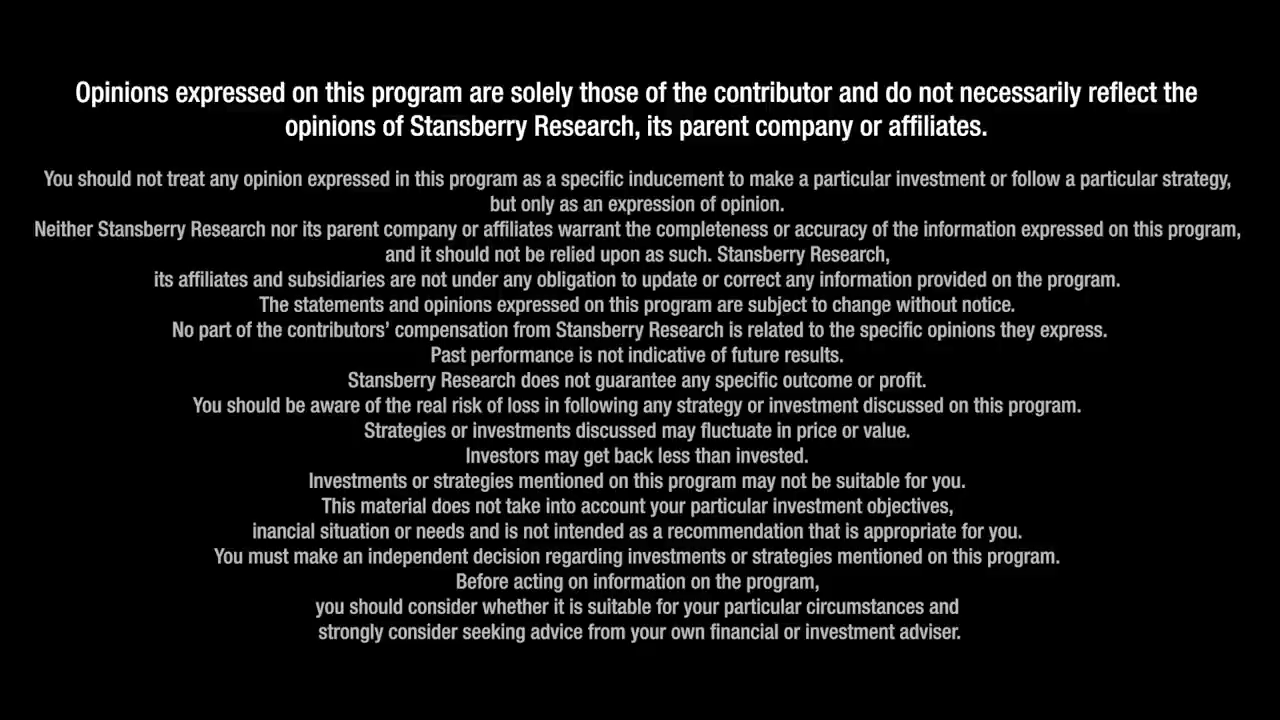 Opinions expressed on this program are solely those of the contributor and do not necessarily reflect the
opinions of Stansberry Research, its parent company or affiliates.
You should not treat any opinion expressed in this program as a specific inducement to make a particular investment or follow a particular strategy,
but only as an expression of opinion.
Neither Stansberry Research nor its parent company or affiliates warrant the completeness or accuracy of the information expressed on this program,
and it should not be relied upon as such. Stansberry Research,
its affiliates and subsidiaries are not under any obligation to update or correct any information provided on the program.
The statements and opinions expressed on this program are subject to change without notice.
No part of the contributors’ compensation from Stansberry Research is related to the specific opinions they express.
Past performance is not indicative of future results.
Stansberry Research does not guarantee any specific outcome or profit.
You should be aware of the real risk of loss in following any strategy or investment discussed on this program.
Strategies or investments discussed may fluctuate in price or value.
Investors may get back less than invested.
Investments or strategies mentioned on this program may not be suitable for you.
This material does not take into account your particular investment objectives,
inancial situation or needs and is not intended as a recommendation that is appropriate for you.
You must make an independent decision regarding investments or strategies mentioned on this program.
Before acting on information on the program,
you should consider whether it is suitable for your particular circumstances and
strongly consider seeking advice from your own financial or investment adviser.